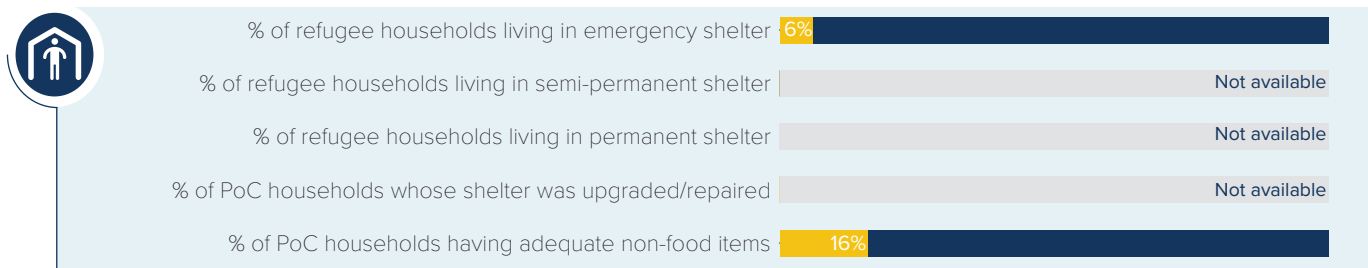 % of refugee households living in emergency shelter 6%
% of refugee households living in semi-permanent shelter Not available
% of refugee households living in permanent shelter Not available
% of PoC households whose shelter was upgraded/repaired Not available
% of PoC households having adequate non-food items 16%